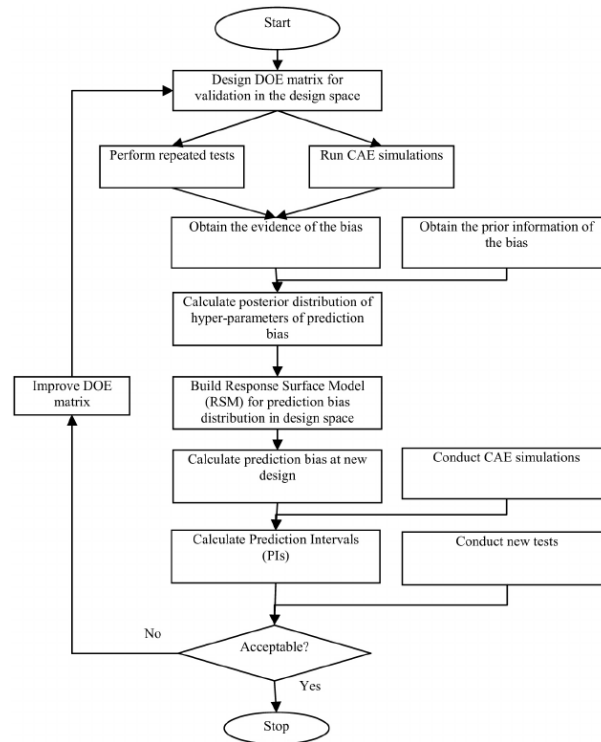 Start
Design DOE matrix for
validation in the design space
Perform repeated tests
Run CAE simulations
Obtain the evidence of the bias
Obtain the prior information of
the bias
Calculate posterior distribution of
hyper-parameters of prediction
bias
Improve DOE
matrix
Build Response Surface Model
(RSM) for prediction bias
distribution in design space
Calculate prediction bias at new
design
Conduct CAE simulations
Calculate Prediction Intervals
(PIs)
Conduct new tests
No
Acceptable?
Yes
Stop